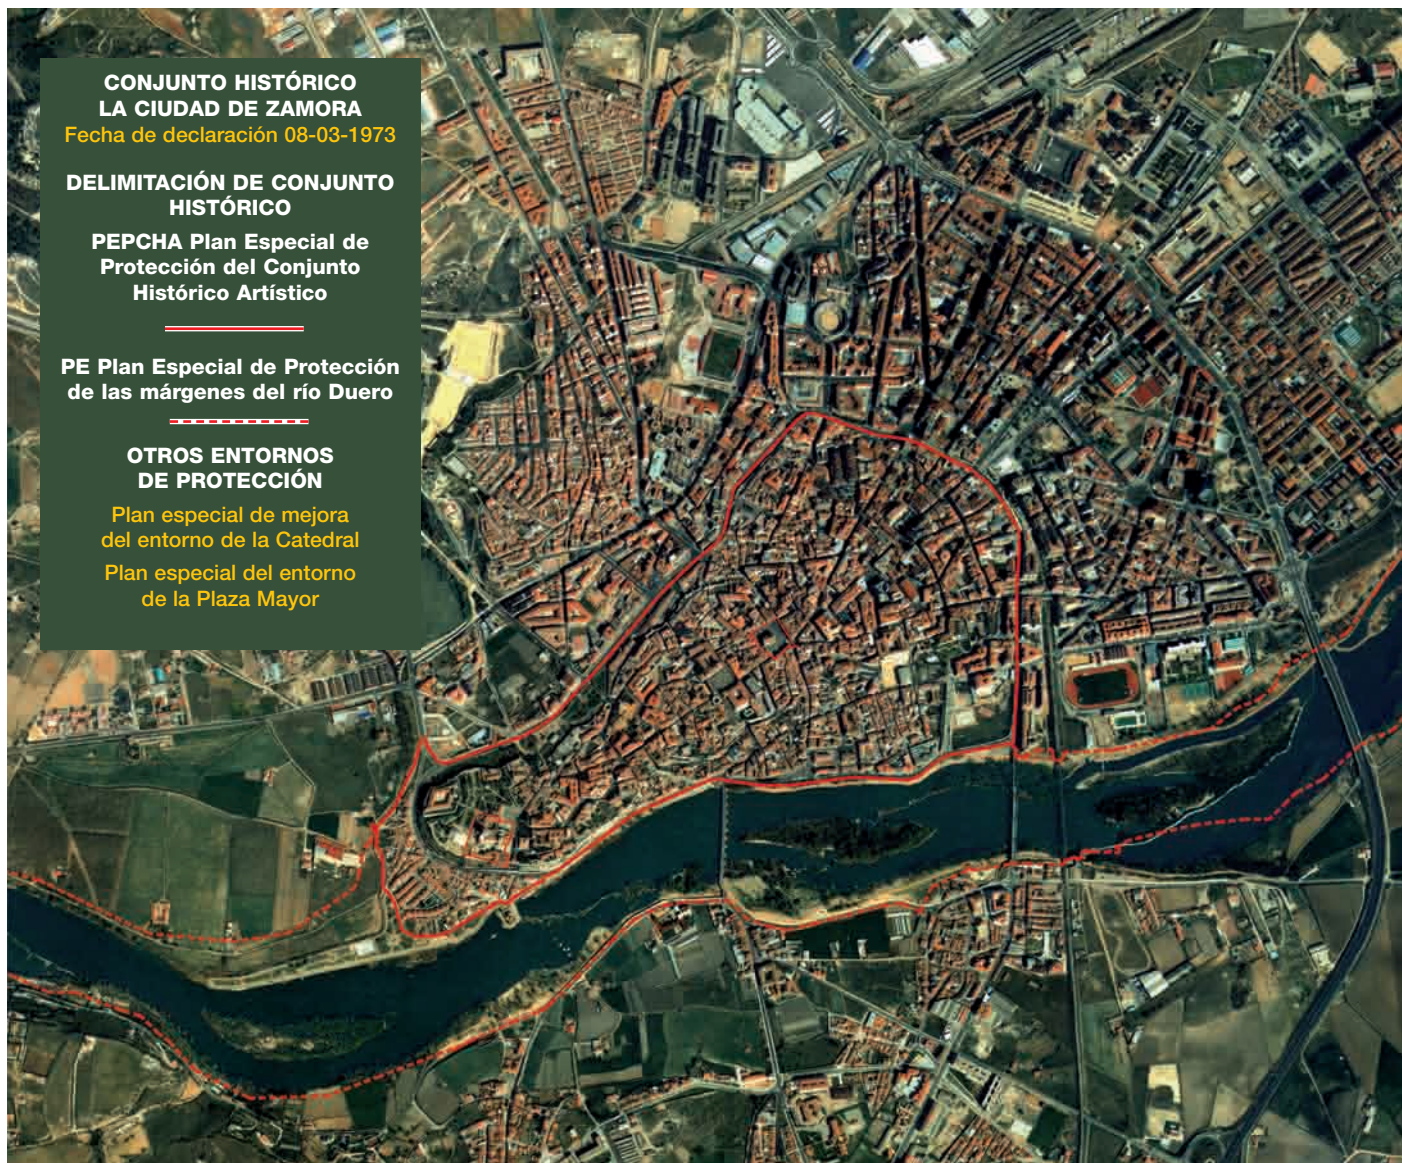 CONJUNTO HISTÓRICO
LA CIUDAD DE ZAMORA
Fecha de declaración 08-03-1973
DELIMITACIÓN DE CONJUNTO
HISTÓRICO
PEPCHA Plan Especial de
Protección del Conjunto
Histórico Artístico
PE Plan Especial de Protección
de las márgenes del río Duero
OTROS ENTORNOS
DE PROTECCIÓN
Plan especial de mejora
del entorno de la Catedral
Plan especial del entorno
de la Plaza Mayor